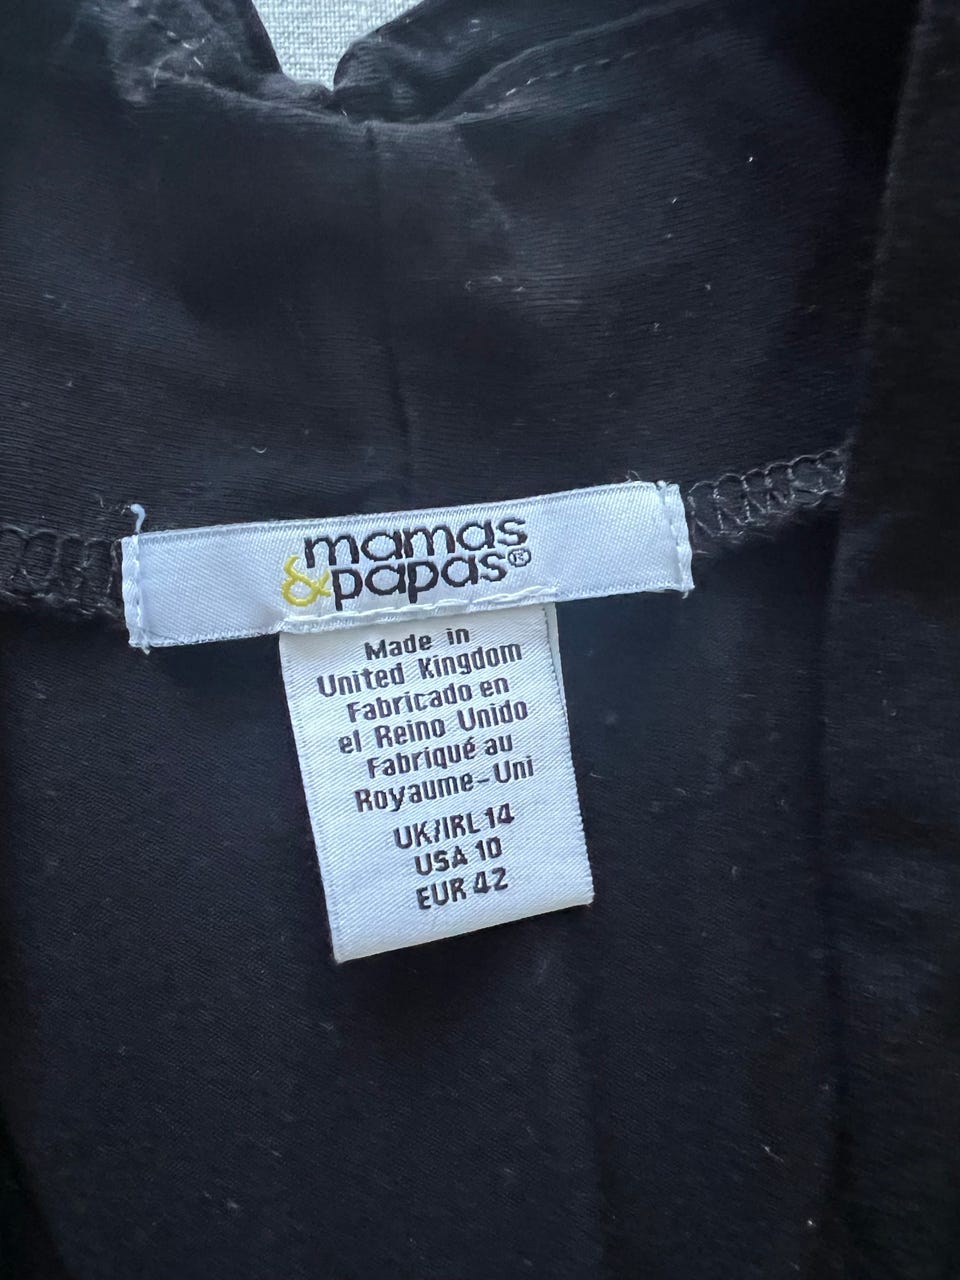 mamas
&papas®
Made in
United Kingdom
Fabricado en
el Reino Unido
Fabriqué au
Royaume-Uni
UK/IRL 14
USA 10
EUR 42